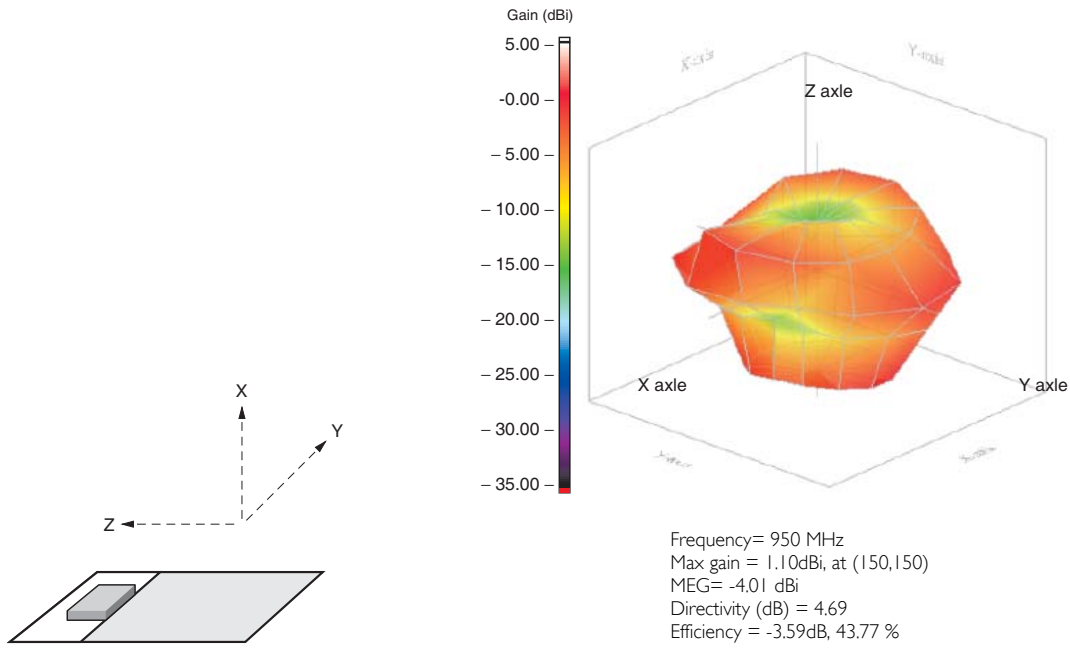 Gain (dBi)
5.00 –
-0.00 –
– 5.00 –
– 10.00 –
– 15.00 –
– 20.00 –
– 25.00 –
– 30.00 –
– 35.00 –
Y-axis
Z axle
X axle
Y axle
X
Y
Z
Frequency= 950 MHz
Max gain = 1.10dBi, at (150,150)
MEG= -4.01 dBi
Directivity (dB) = 4.69
Efficiency = -3.59dB, 43.77 %